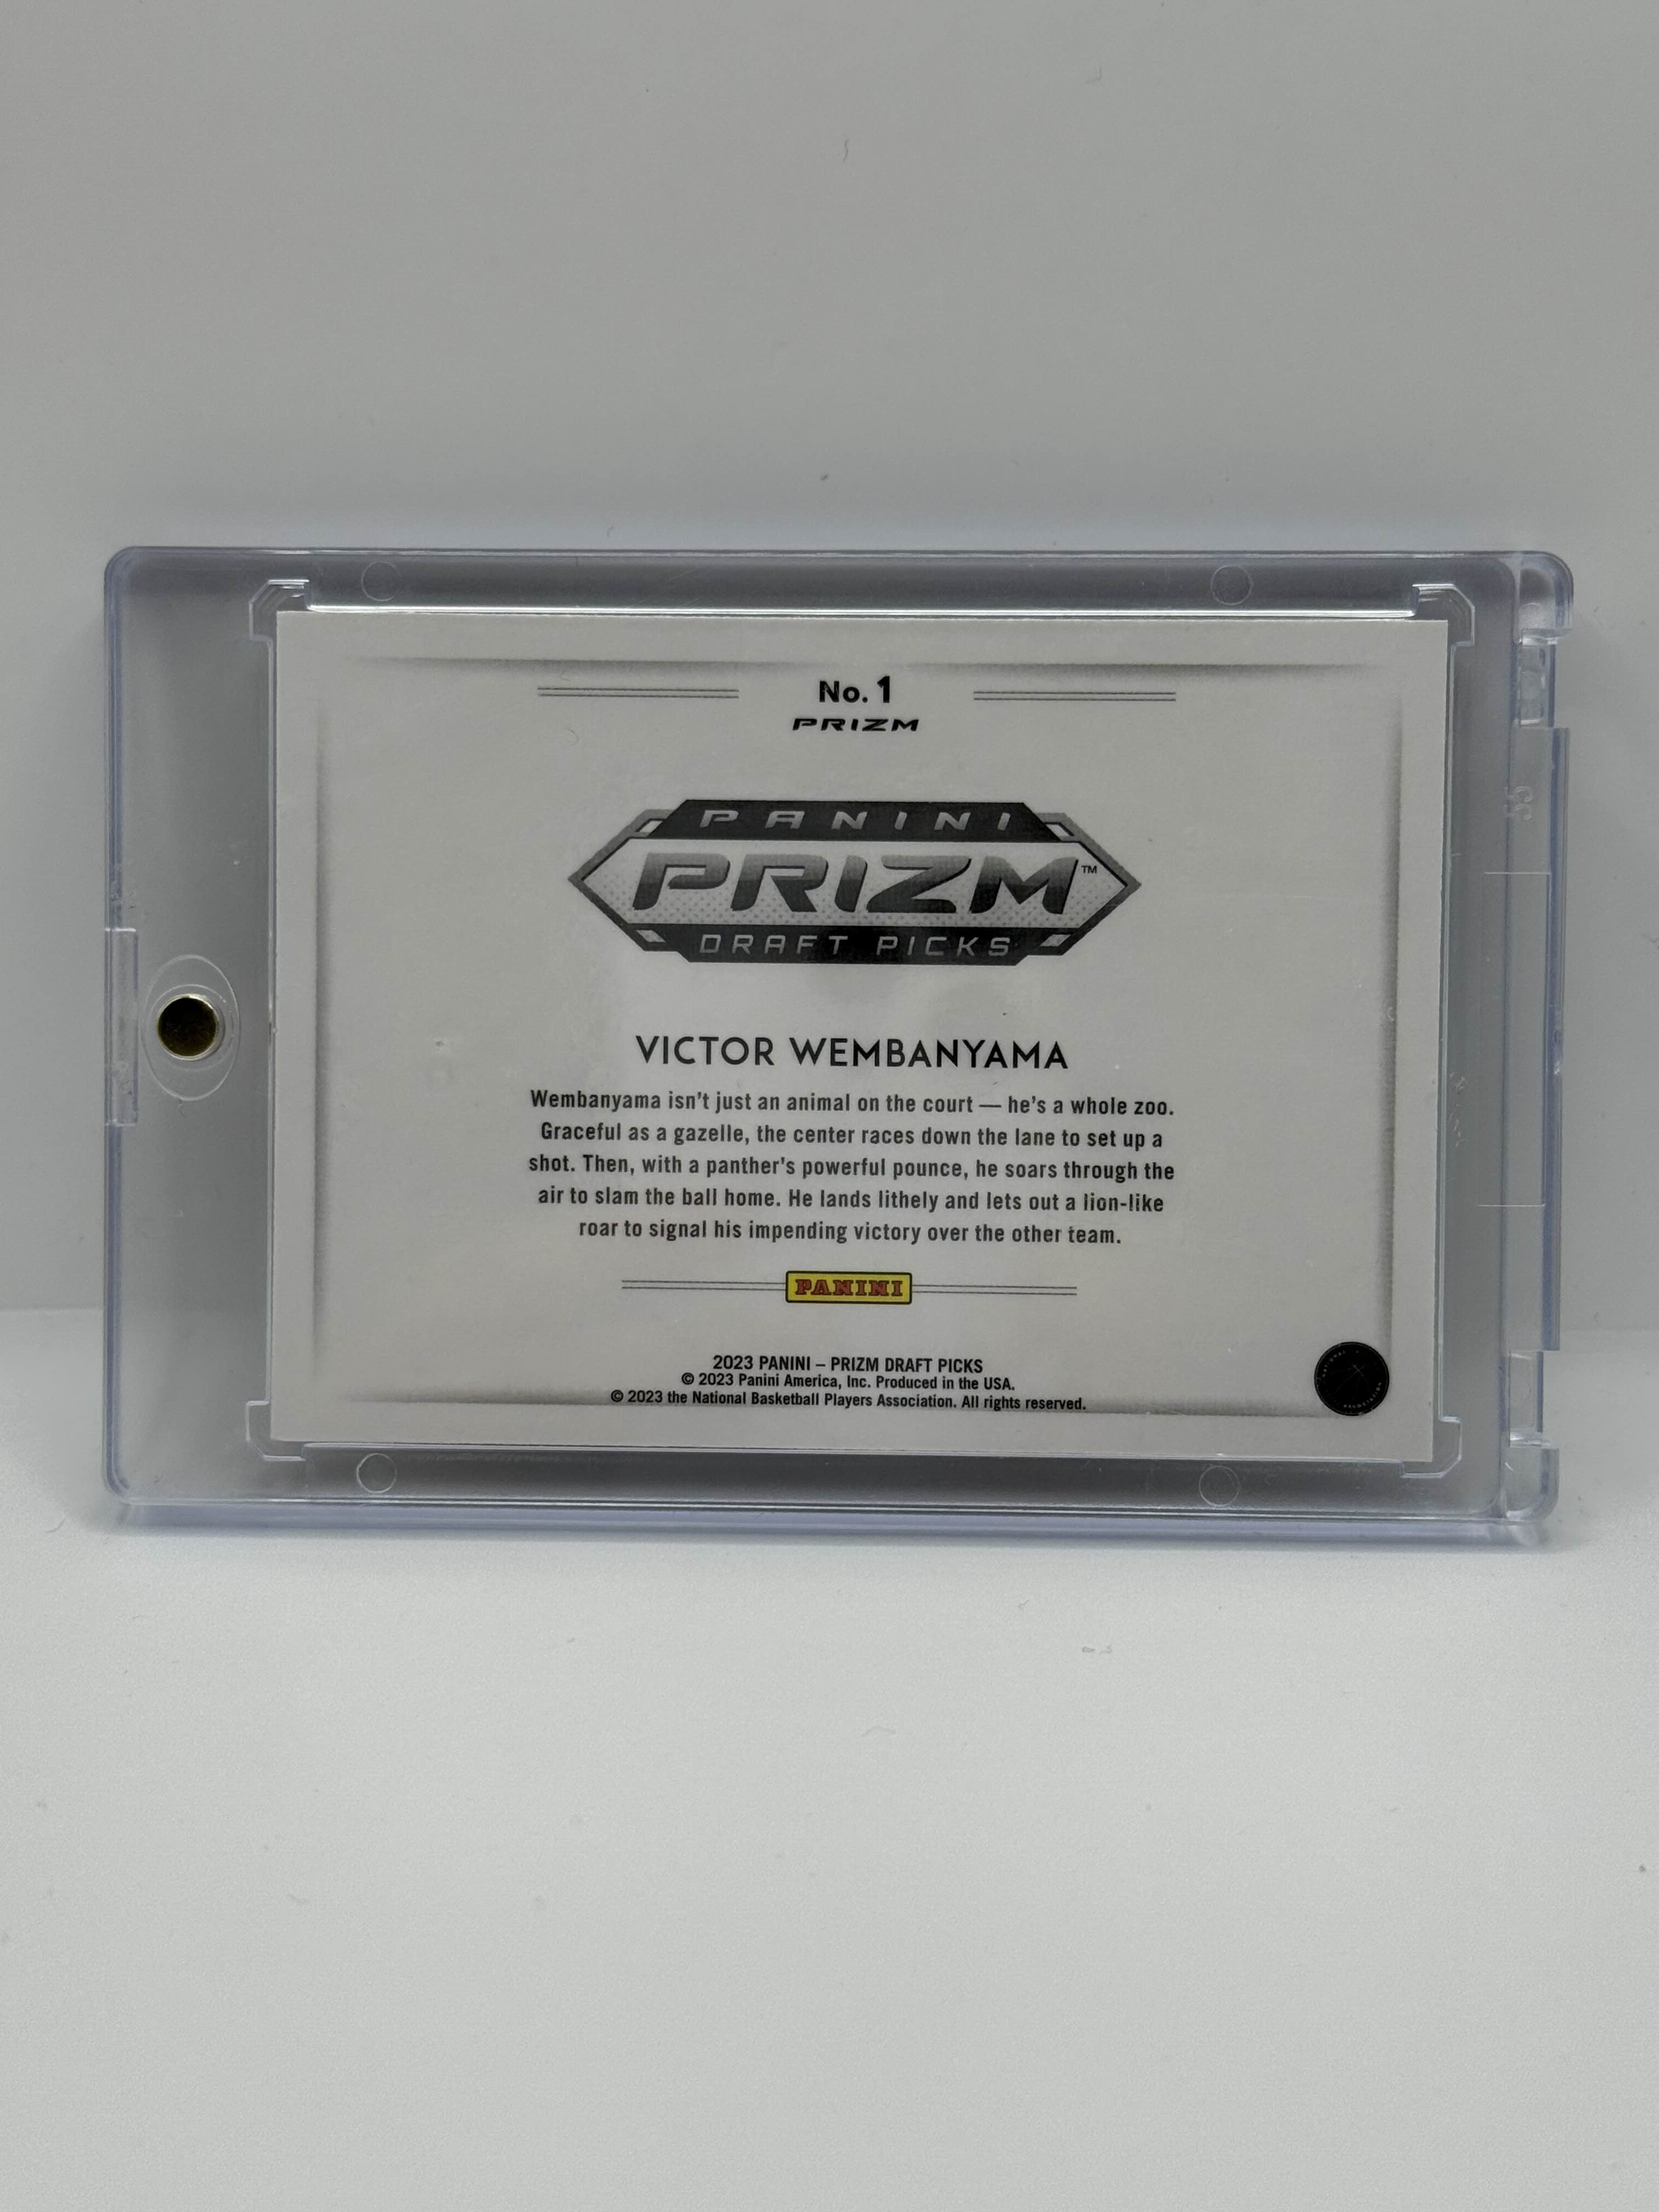 No. 1
PRIZM
PANINI
PRIZM™
DRAFT PICKS
VICTOR WEMBANYAMA
Wembanyama isn't just an animal on the court — he's a whole zoo.
Graceful as a gazelle, the center races down the lane to set up a
shot. Then, with a panther's powerful pounce, he soars through the
air to slam the ball home. He lands lithely and lets out a lion-like
roar to signal his impending victory over the other team.
PANINI
2023 PANINI – PRIZM DRAFT PICKS
© 2023 Panini America, Inc. Produced in the USA.
© 2023 the National Basketball Players Association. All rights reserved.